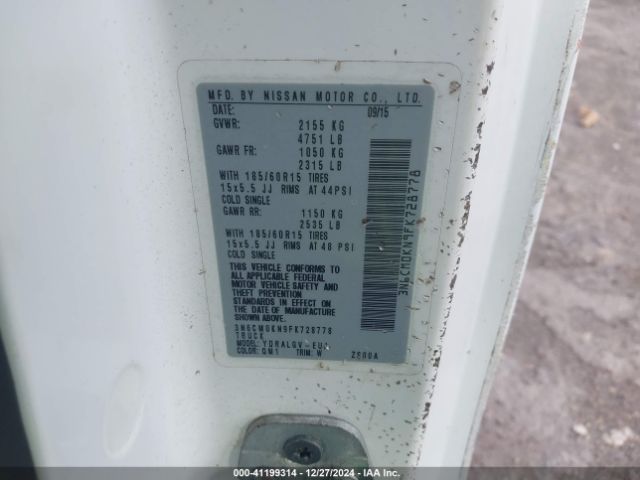 MFD. BY NISSAN MOTOR CO., LTD.
DATE: 09/15
GVWR: 2155 KG
4751 LB
GAWR FR: 1050 KG
2315 LB
WITH 185/60R15 TIRES
15x5.5 JJ RIMS AT 44PSI
COLD SINGLE
GAWR RR: 1150 KG
2535 LB
WITH 185/60R15 TIRES
15x5.5 JJ RIMS AT 48 PSI
COLD SINGLE
THIS VEHICLE CONFORMS TO
ALL APPLICABLE FEDERAL
MOTOR VEHICLE SAFETY AND
THEFT PREVENTION
STANDARDS IN EFFECT ON
THE DATE OF MANUFACTURE
SHOWN ABOVE.
3N6CM0KN9FK728778
TRUCK
MODEL:
COLOR: QM1 TRIM: W
3N6CM0KN9FK728778
000-41199314 - 12/27/2024 - IAA Inc.